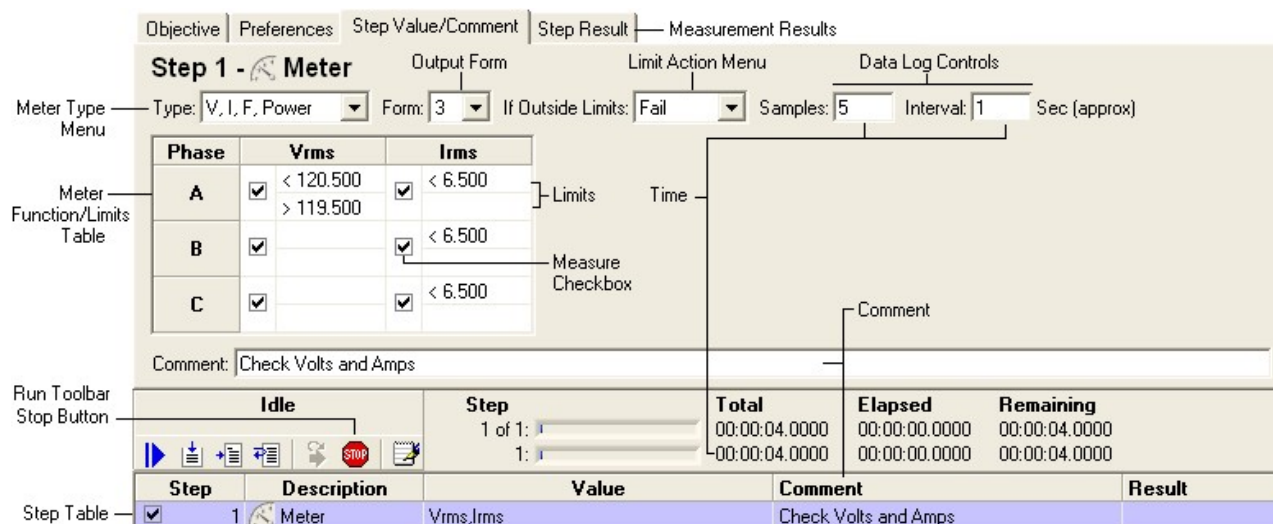 Objective Preferences Step Value/Comment Step Result Measurement Results
Step 1 - Meter Output Form Limit Action Menu Data Log Controls
Meter Type Menu Type: V, I, F, Power Form: 3 If Outside Limits: Fail Samples: 5 Interval: 1 Sec (approx)
Phase Vrms Irms
Meter Function/Limits Table A < 120.500 < 6.500 Limits Time
> 119.500
B < 6.500
Measure Checkbox
C < 6.500
Comment
Comment: Check Volts and Amps
Run Toolbar Stop Button Idle Step Total Elapsed Remaining
1 of 1: 00:00:04.0000 00:00:00.0000 00:00:04.0000
STOP 1: 00:00:04.0000 00:00:00.0000 00:00:04.0000
Step Description Value Comment Result
Step Table 1 Meter Vrms,Irms Check Volts and Amps